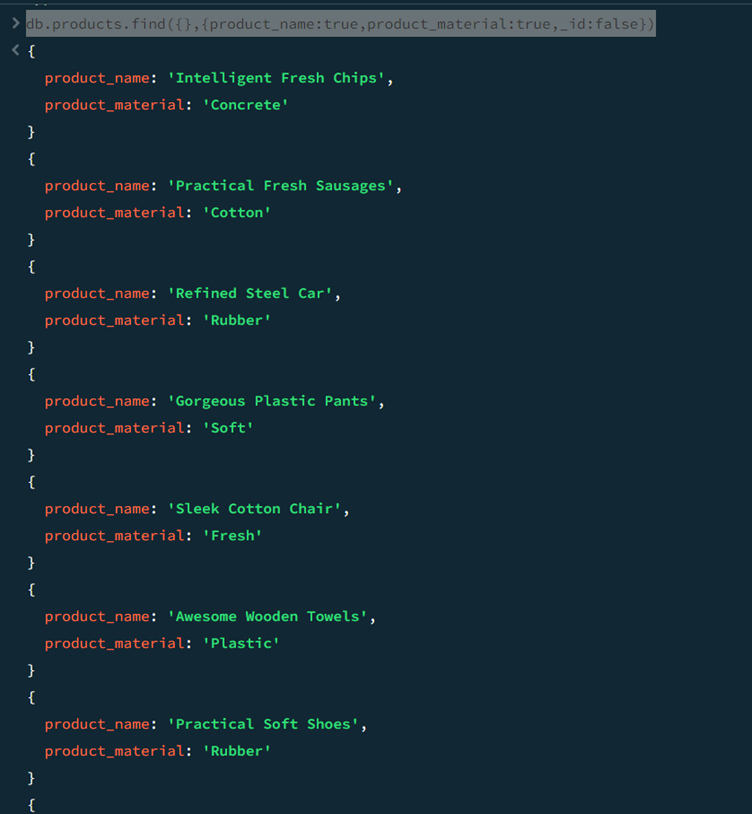 > db.products.find({},{product_name:true,product_material:true,_id:false})
< {
product_name: 'Intelligent Fresh Chips',
product_material: 'Concrete'
}
{
product_name: 'Practical Fresh Sausages',
product_material: 'Cotton'
}
{
product_name: 'Refined Steel Car',
product_material: 'Rubber'
}
{
product_name: 'Gorgeous Plastic Pants',
product_material: 'Soft'
}
{
product_name: 'Sleek Cotton Chair',
product_material: 'Fresh'
}
{
product_name: 'Awesome Wooden Towels',
product_material: 'Plastic'
}
{
product_name: 'Practical Soft Shoes',
product_material: 'Rubber'
}
{